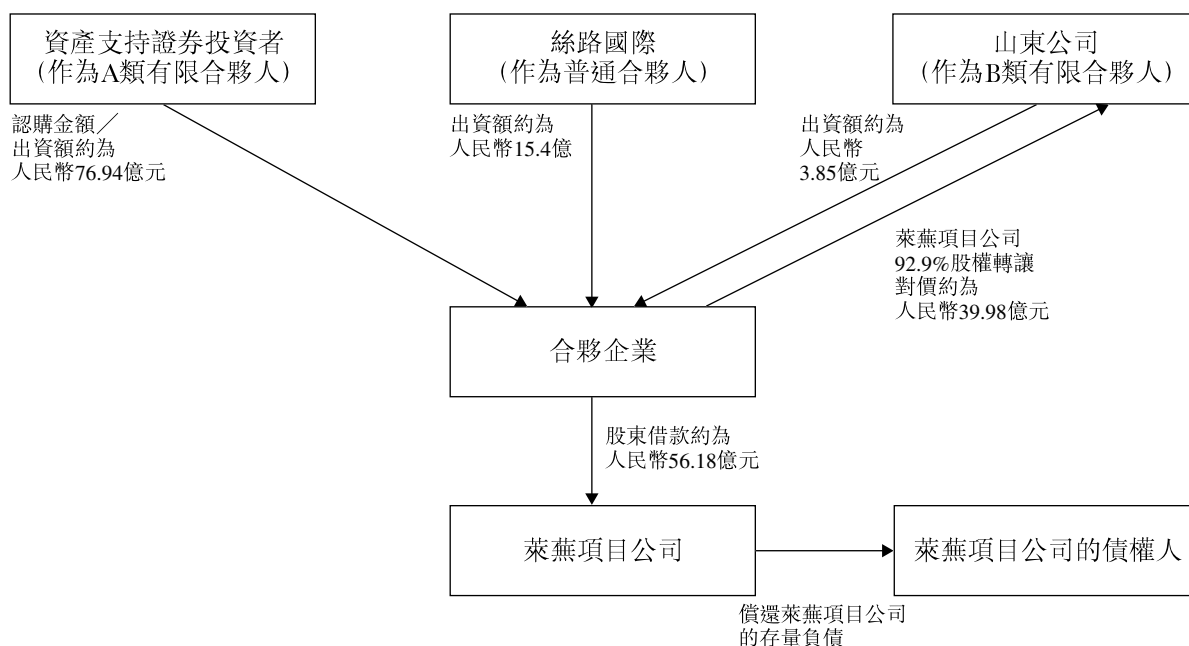 資產支持證券投資者
(作為A類有限合夥人)
絲路國際
(作為普通合夥人)
山東公司
(作為B類有限合夥人)
認購金額／
出資額約為
人民幣76.94億元
出資額約為
人民幣15.4億
出資額約為
人民幣
3.85億元
萊蕪項目公司
92.9%股權轉讓
對價約為
人民幣39.98億元
合夥企業
股東借款約為
人民幣56.18億元
萊蕪項目公司
萊蕪項目公司的債權人
償還萊蕪項目公司
的存量負債